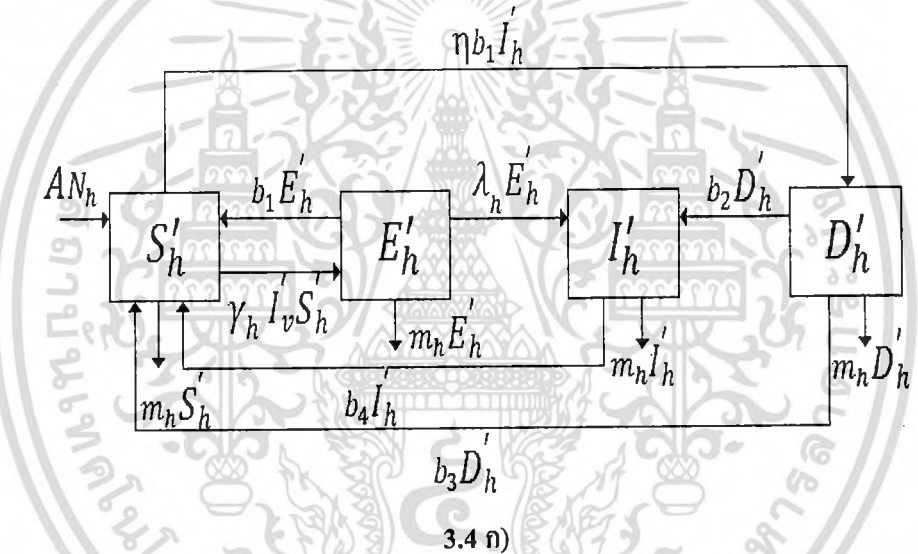 ηb₁I'ₕ
ANₕ
S'ₕ
b₁E'ₕ
E'ₕ
λₕE'ₕ
I'ₕ
b₂D'ₕ
D'ₕ
γₕI'ᵥS'ₕ
mₕS'ₕ
mₕE'ₕ
mₕI'ₕ
mₕD'ₕ
b₄I'ₕ
b₃D'ₕ
3.4 ก)